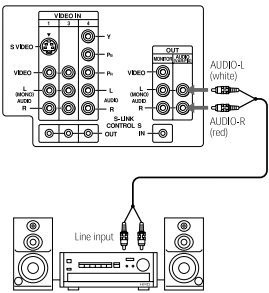 VIDEO IN
1 3 4
S VIDEO
Y
PB
PR
VIDEO
L
(MONO)
AUDIO
R
L
AUDIO
R
OUT
MONITOR AUDIO
VIDEO
L
(MONO)
AUDIO
R
S-LINK
CONTROL S
OUT IN
AUDIO-L
(white)
AUDIO-R
(red)
Line input